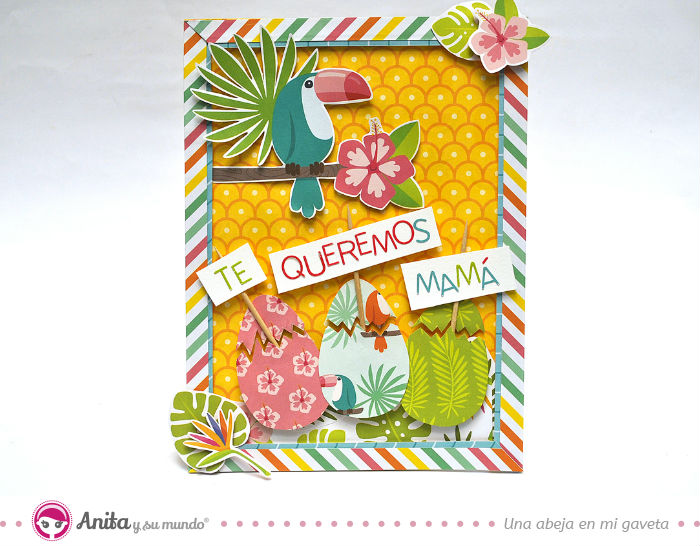 TE
QUEREMOS
MAMÁ
Anita y su mundo®
Una abeja en mi gaveta